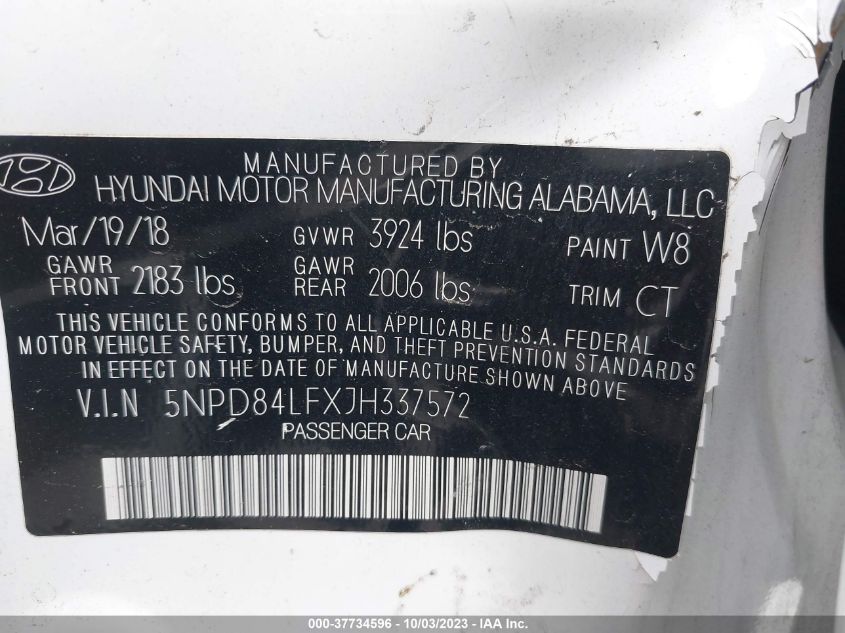 MANUFACTURED BY
HYUNDAI MOTOR MANUFACTURING ALABAMA, LLC
Mar/19/18 GVWR 3924 lbs PAINT W8
GAWR FRONT 2183 lbs GAWR REAR 2006 lbs TRIM CT
THIS VEHICLE CONFORMS TO ALL APPLICABLE U.S.A. FEDERAL
MOTOR VEHICLE SAFETY, BUMPER, AND THEFT PREVENTION STANDARDS
IN EFFECT ON THE DATE OF MANUFACTURE SHOWN ABOVE
V.I.N 5NPD84LFXJH337572
PASSENGER CAR
000-37734596 - 10/03/2023 - IAA Inc.